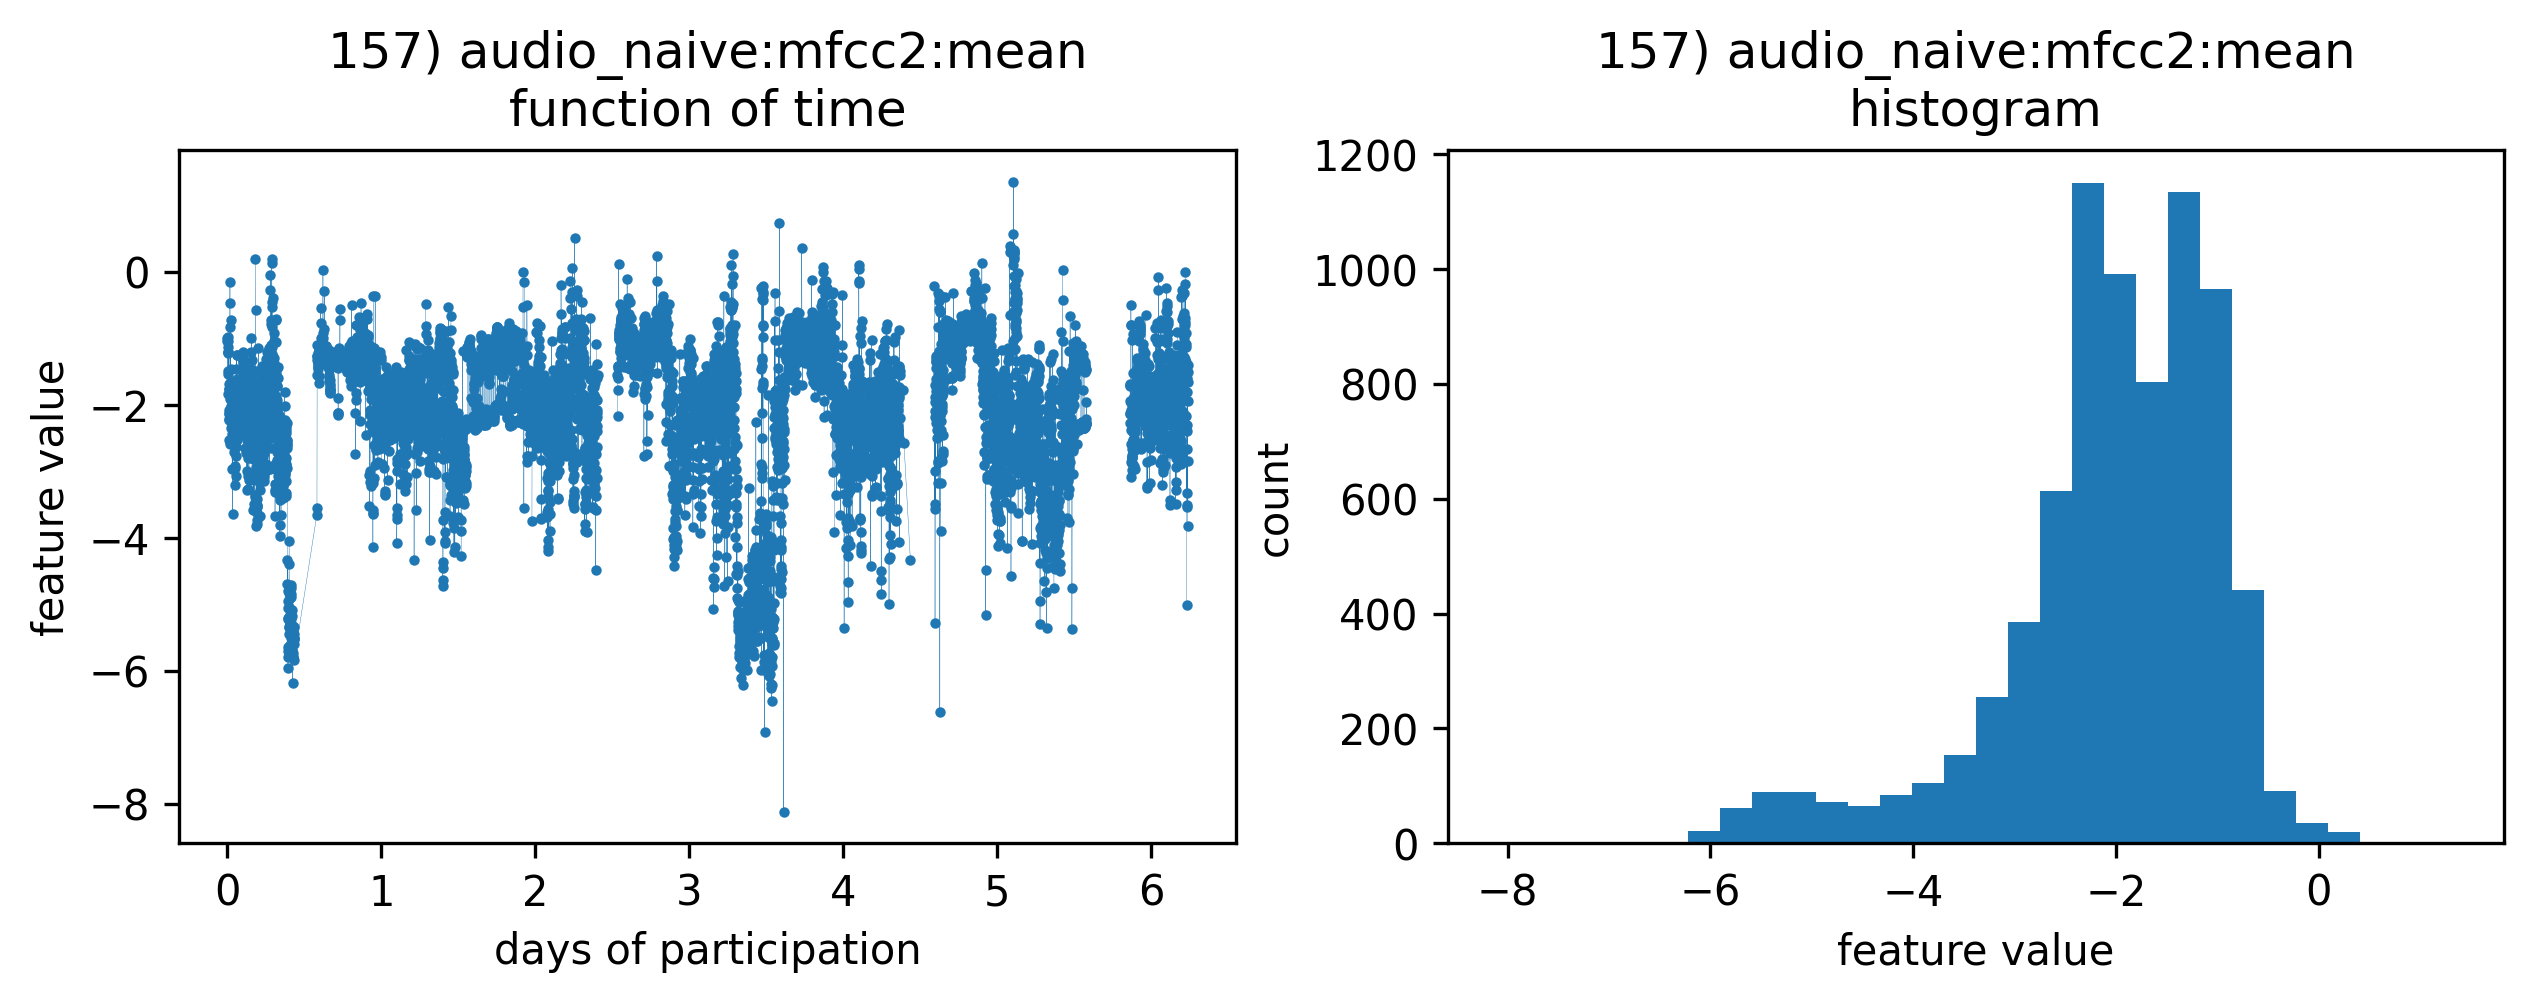 157) audio_naive:mfcc2:mean
function of time
feature value
0
−2
−4
−6
−8
0 1 2 3 4 5 6
days of participation
157) audio_naive:mfcc2:mean
histogram
count
1200
1000
800
600
400
200
0
−8 −6 −4 −2 0
feature value